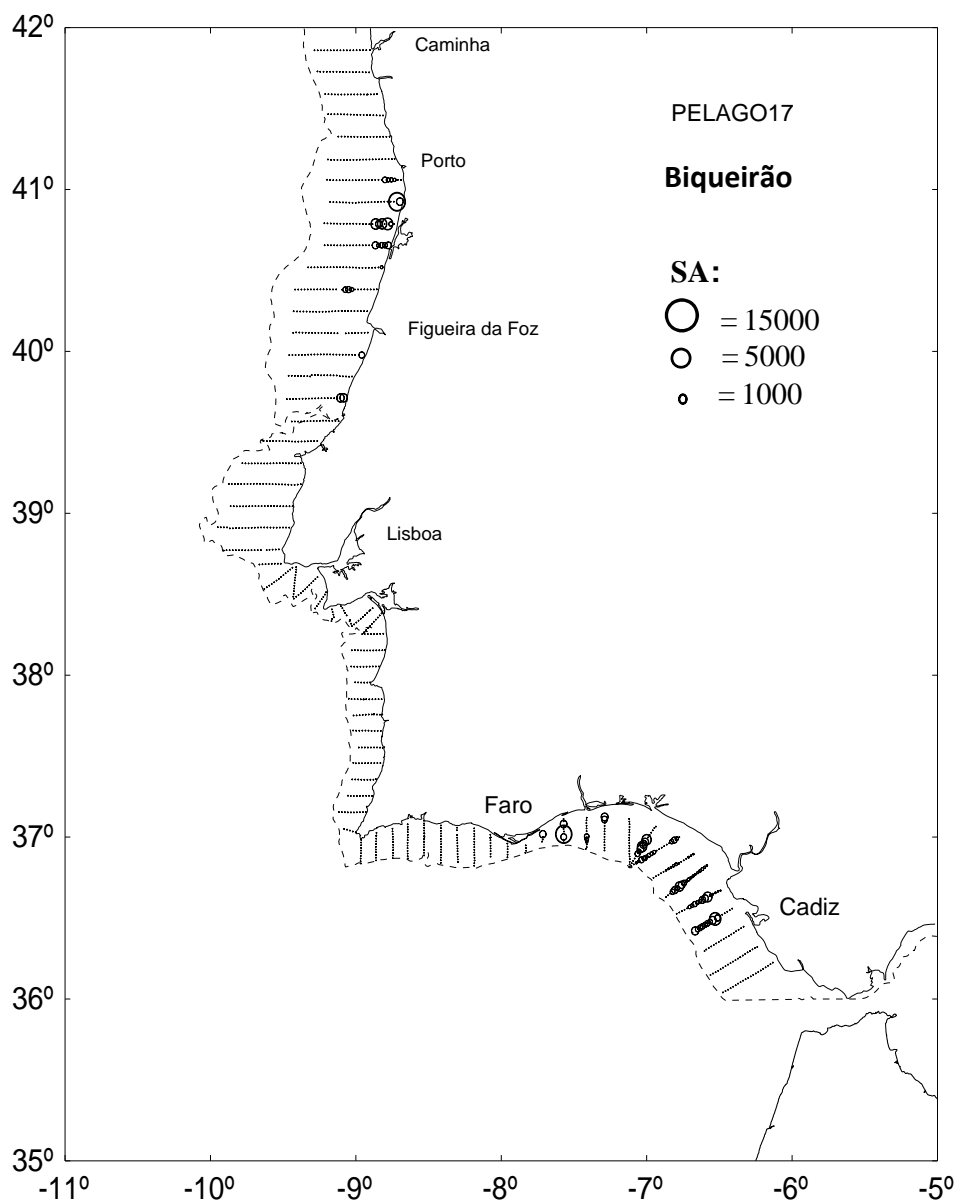 42º
Caminha
PELAGO17
Porto
41º
Biqueirão
SA:
= 15000
Figueira da Foz
40º
= 5000
= 1000
39º
Lisboa
38º
Faro
37º
Cadiz
36º
35º
-11º -10º -9º -8º -7º -6º -5º